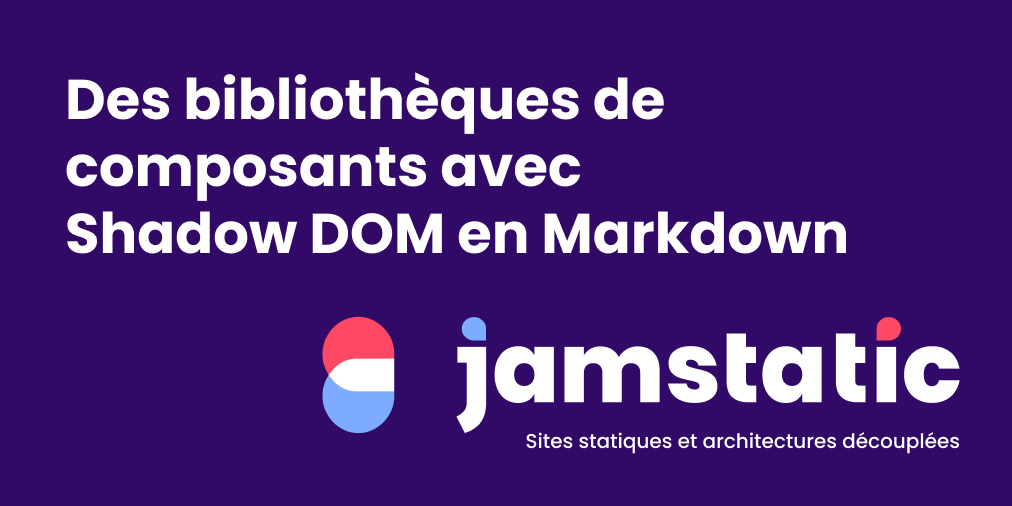 Des bibliothèques de
composants avec
Shadow DOM en Markdown
jamstatic
Sites statiques et architectures découplées